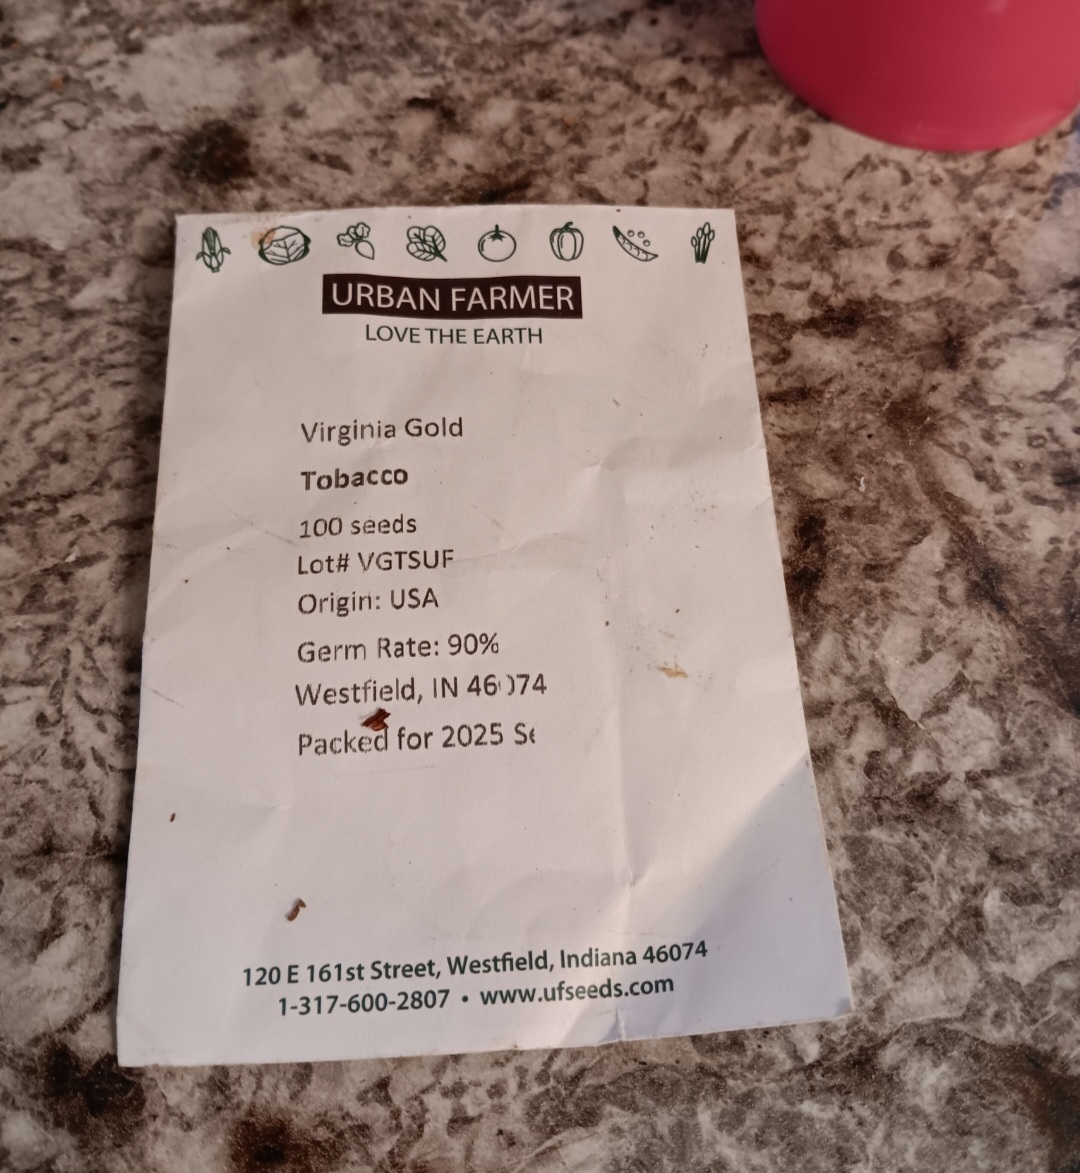 URBAN FARMER
LOVE THE EARTH
Virginia Gold
Tobacco
100 seeds
Lot# VGTSUF
Origin: USA
Germ Rate: 90%
Westfield, IN 46074
Packed for 2025
120 E 161st Street, Westfield, Indiana 46074
1-317-600-2807 • www.ufseeds.com